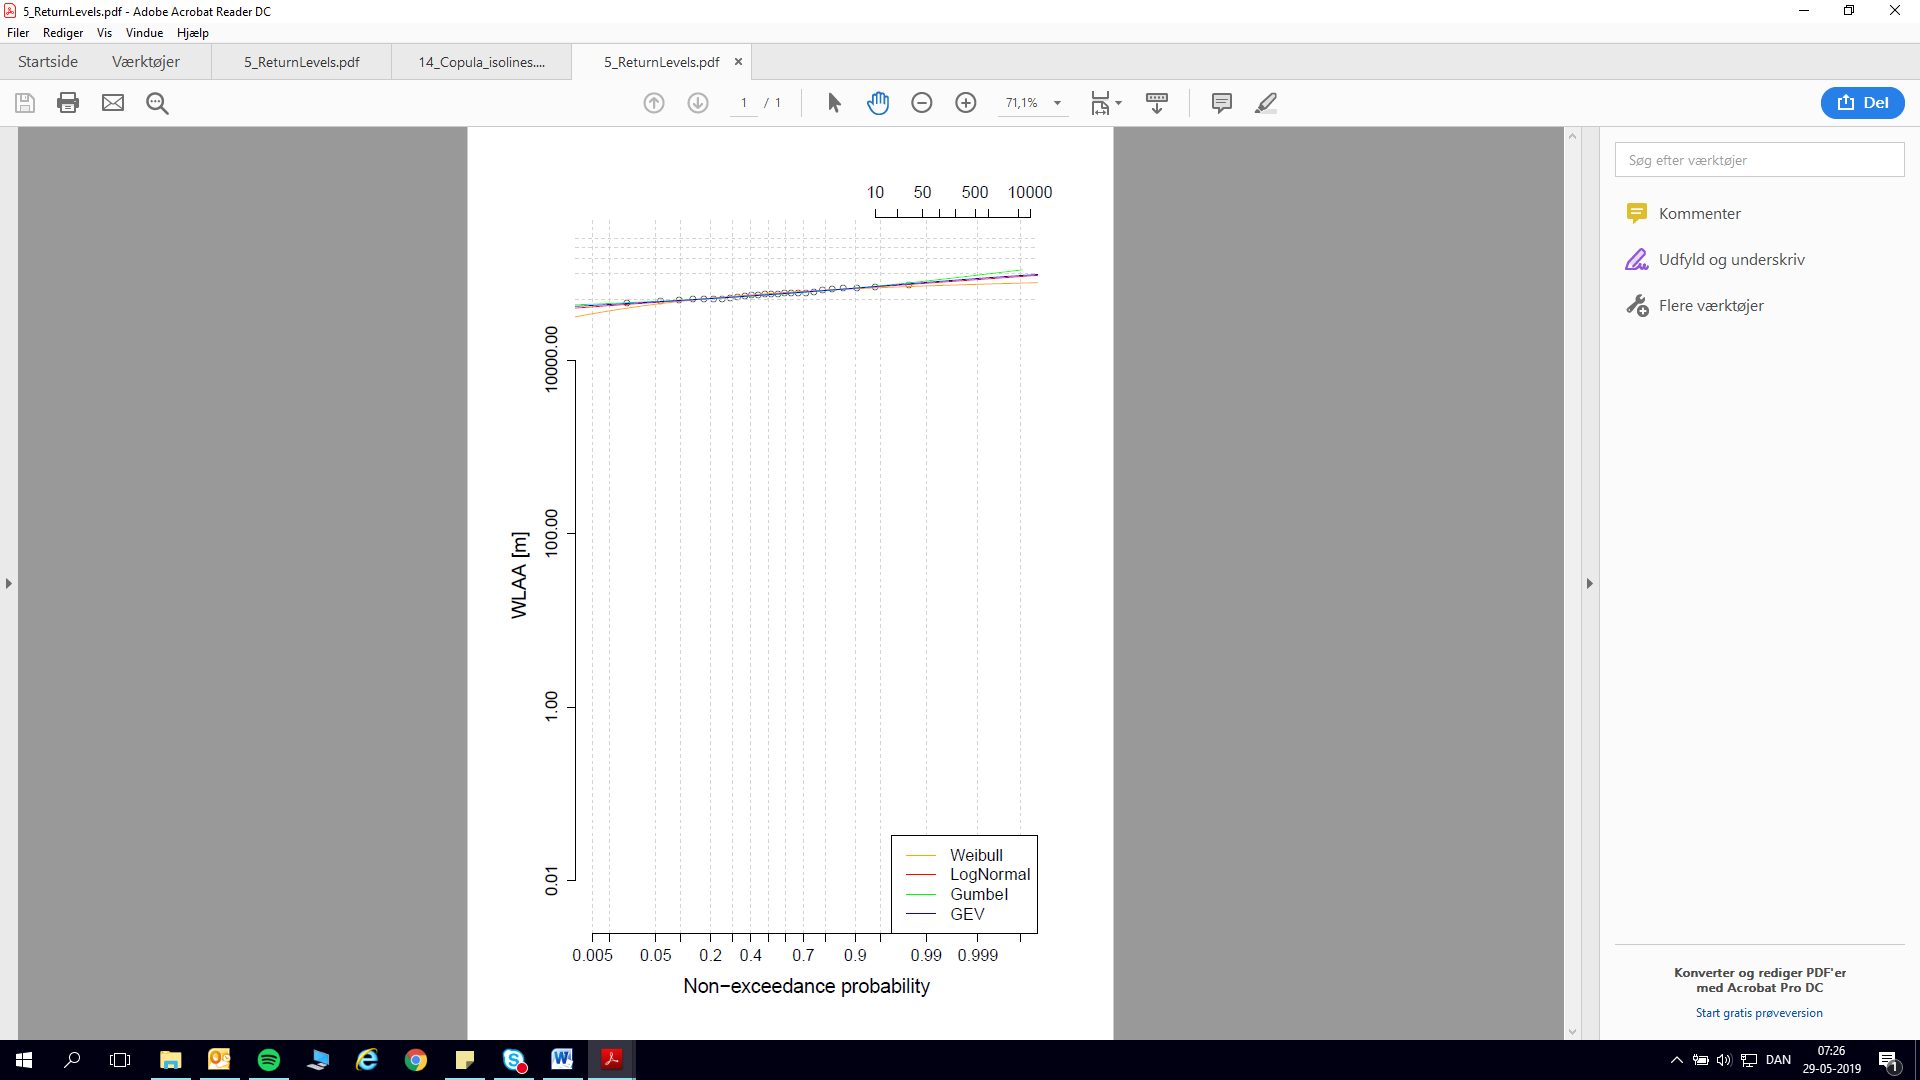 5_ReturnLevels.pdf - Adobe Acrobat Reader DC
Filer Rediger Vis Vindue Hjælp
Startside Værktøjer 5_ReturnLevels.pdf 14_Copula_isolines.... 5_ReturnLevels.pdf
1 / 1 71,1% Del
Søg efter værktøjer
Kommenter
Udfyld og underskriv
Flere værktøjer
10 50 500 10000
10000.00
100.00
1.00
0.01
WLAA [m]
Weibull
LogNormal
Gumbel
GEV
0.005 0.05 0.2 0.4 0.7 0.9 0.99 0.999
Non-exceedance probability
Konverter og rediger PDF'er
med Acrobat Pro DC
Start gratis prøveversion
DAN
07:26
29-05-2019
1